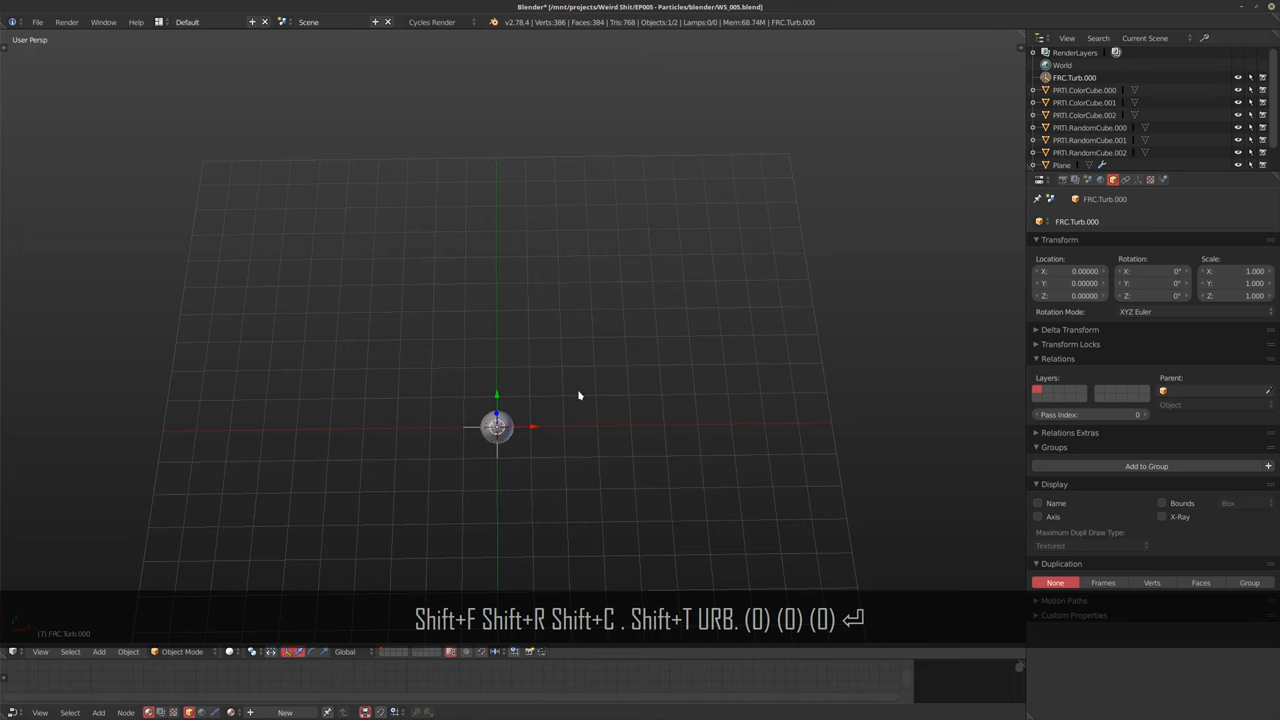 Blender* [/mnt/projects/Weird Shit/EP005 - Particles/blender/WS_005.blend]
File Render Window Help Default Scene Cycles Render v2.78.4 | Verts:386 | Faces:384 | Tris:768 | Objects:1/2 | Lamps:0/0 | Mem:68.74M | FRC.Turb.000
User Persp
View Search Current Scene
RenderLayers
World
FRC.Turb.000
PRTI.ColorCube.000
PRTI.ColorCube.001
PRTI.ColorCube.002
PRTI.RandomCube.000
PRTI.RandomCube.001
PRTI.RandomCube.002
Plane
FRC.Turb.000
FRC.Turb.000
Transform
Location: Rotation: Scale:
X: 0.00000 X: 0° X: 1.000
Y: 0.00000 Y: 0° Y: 1.000
Z: 0.00000 Z: 0° Z: 1.000
Rotation Mode: XYZ Euler
Delta Transform
Transform Locks
Relations
Layers: Parent:
Object
Pass Index: 0
Relations Extras
Groups
Add to Group
Display
Name Bounds Box
Axis X-Ray
Maximum Dupli Draw Type:
Textured
Duplication
None Frames Verts Faces Group
Motion Paths
Custom Properties
Shift+F Shift+R Shift+C . Shift+T URB. (0) (0) (0)
(7) FRC.Turb.000
View Select Add Object Object Mode Global
View Select Add Node New